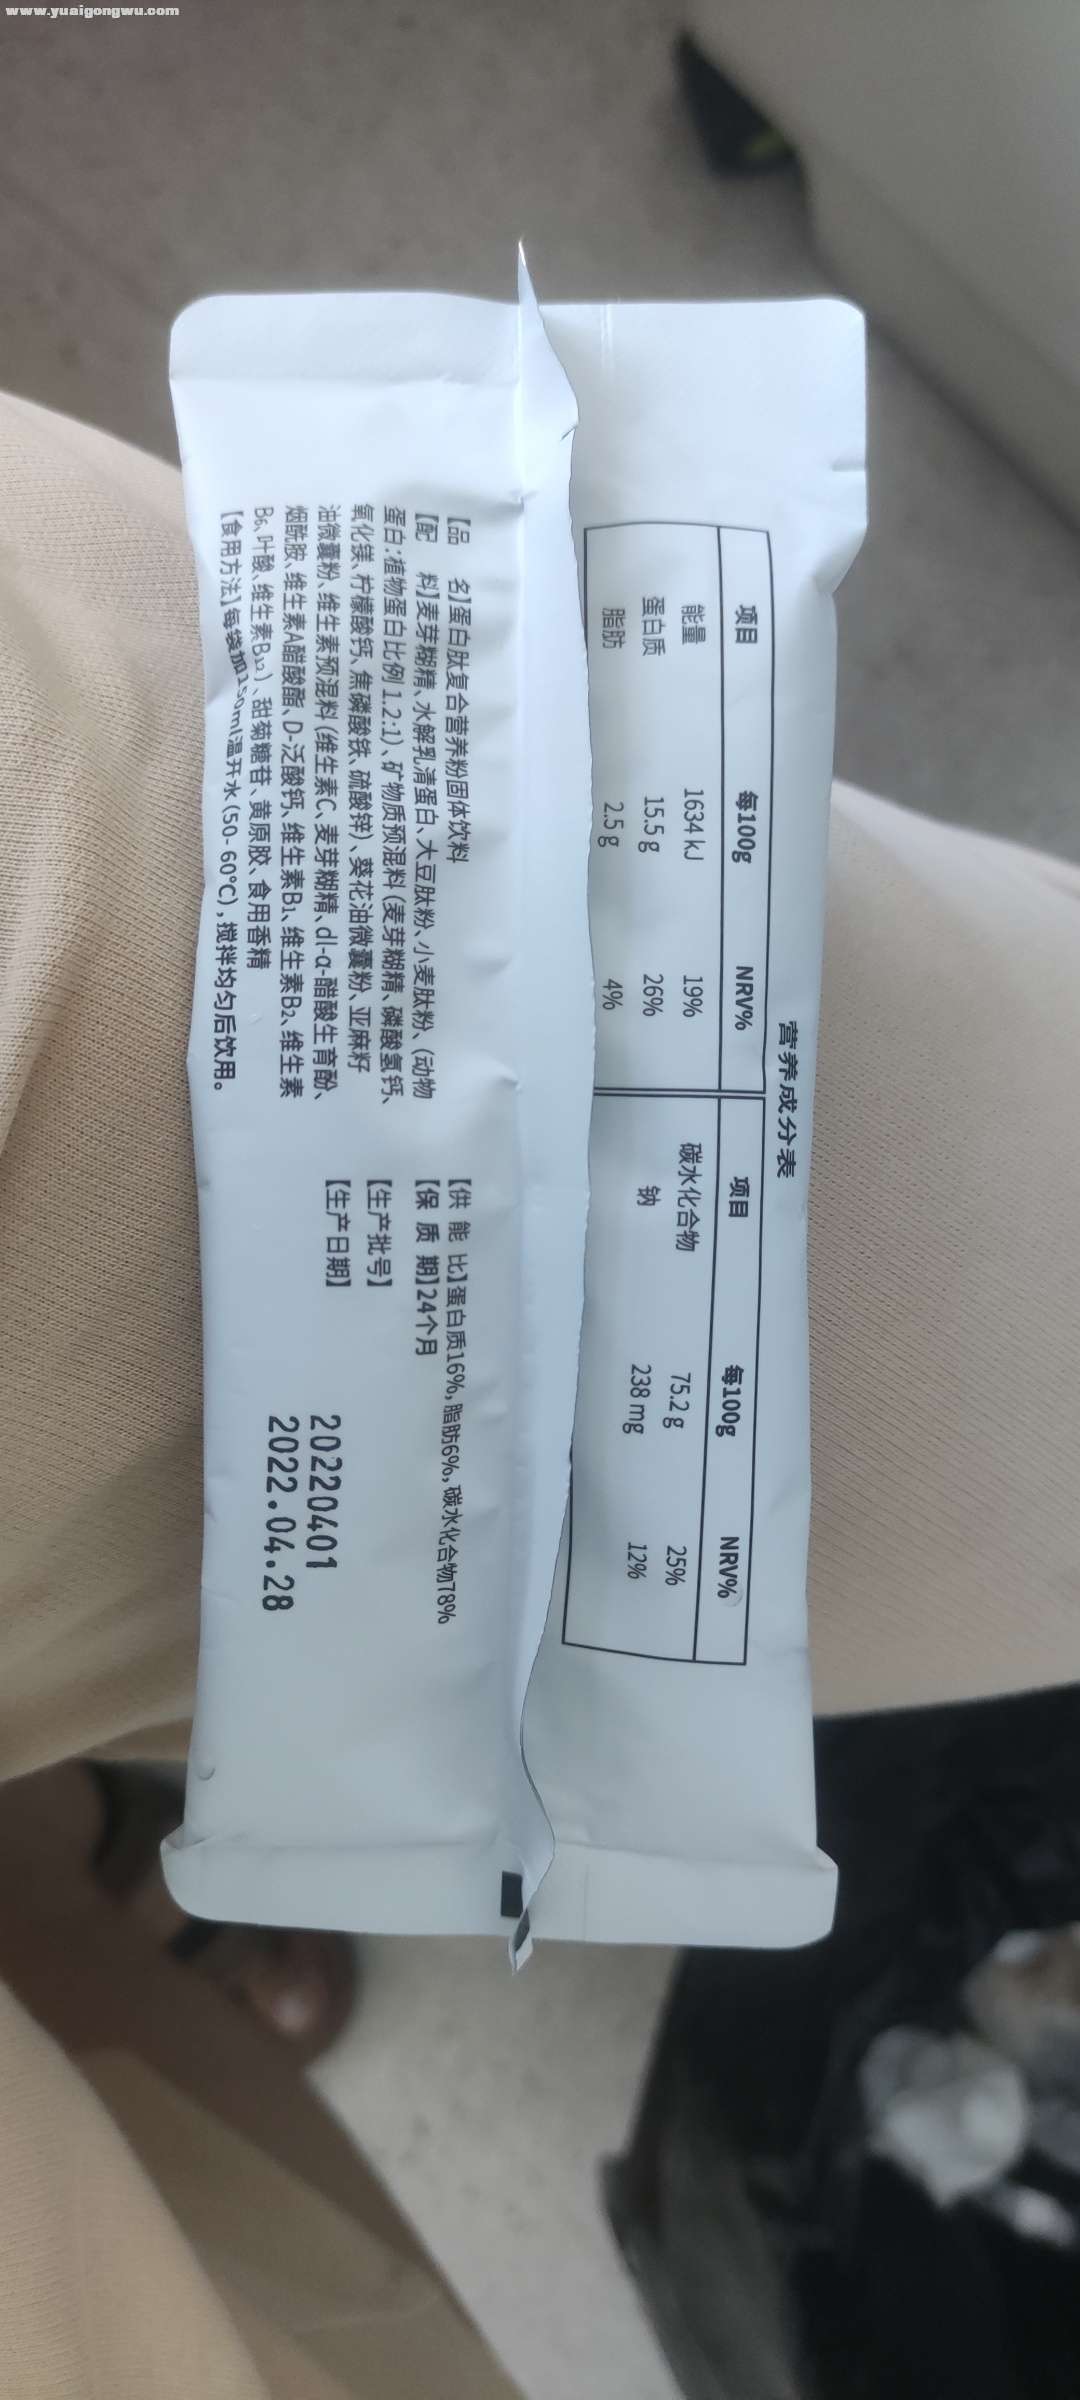 www.yuaigongwu.com
营养成分表
项目 每100g NRV% 项目 每100g NRV%
能量 1634 kJ 19% 碳水化合物 75.2 g 25%
蛋白质 15.5 g 26% 钠 238 mg 12%
脂肪 2.5 g 4%
【品 名】蛋白肽复合营养粉固体饮料
【配 料】麦芽糊精、水解乳清蛋白、大豆肽粉、小麦肽粉、(动物
蛋白:植物蛋白比例 1.2:1)、矿物质预混料(麦芽糊精、磷酸氢钙、
氧化镁、柠檬酸钙、焦磷酸铁、硫酸锌)、葵花油微囊粉、亚麻籽
油微囊粉、维生素预混料(维生素C、麦芽糊精、dl-α-醋酸生育酚、
烟酰胺、维生素A醋酸酯、D-泛酸钙、维生素B₁、维生素B₂、维生素
B₆、叶酸、维生素B₁₂)、甜菊糖苷、黄原胶、食用香精
【食用方法】每袋加150ml温开水(50-60℃),搅拌均匀后饮用。
【供 能 比】蛋白质16%,脂肪6%,碳水化合物78%
【保 质 期】24个月
【生产批号】 20220401
【生产日期】 2022.04.28